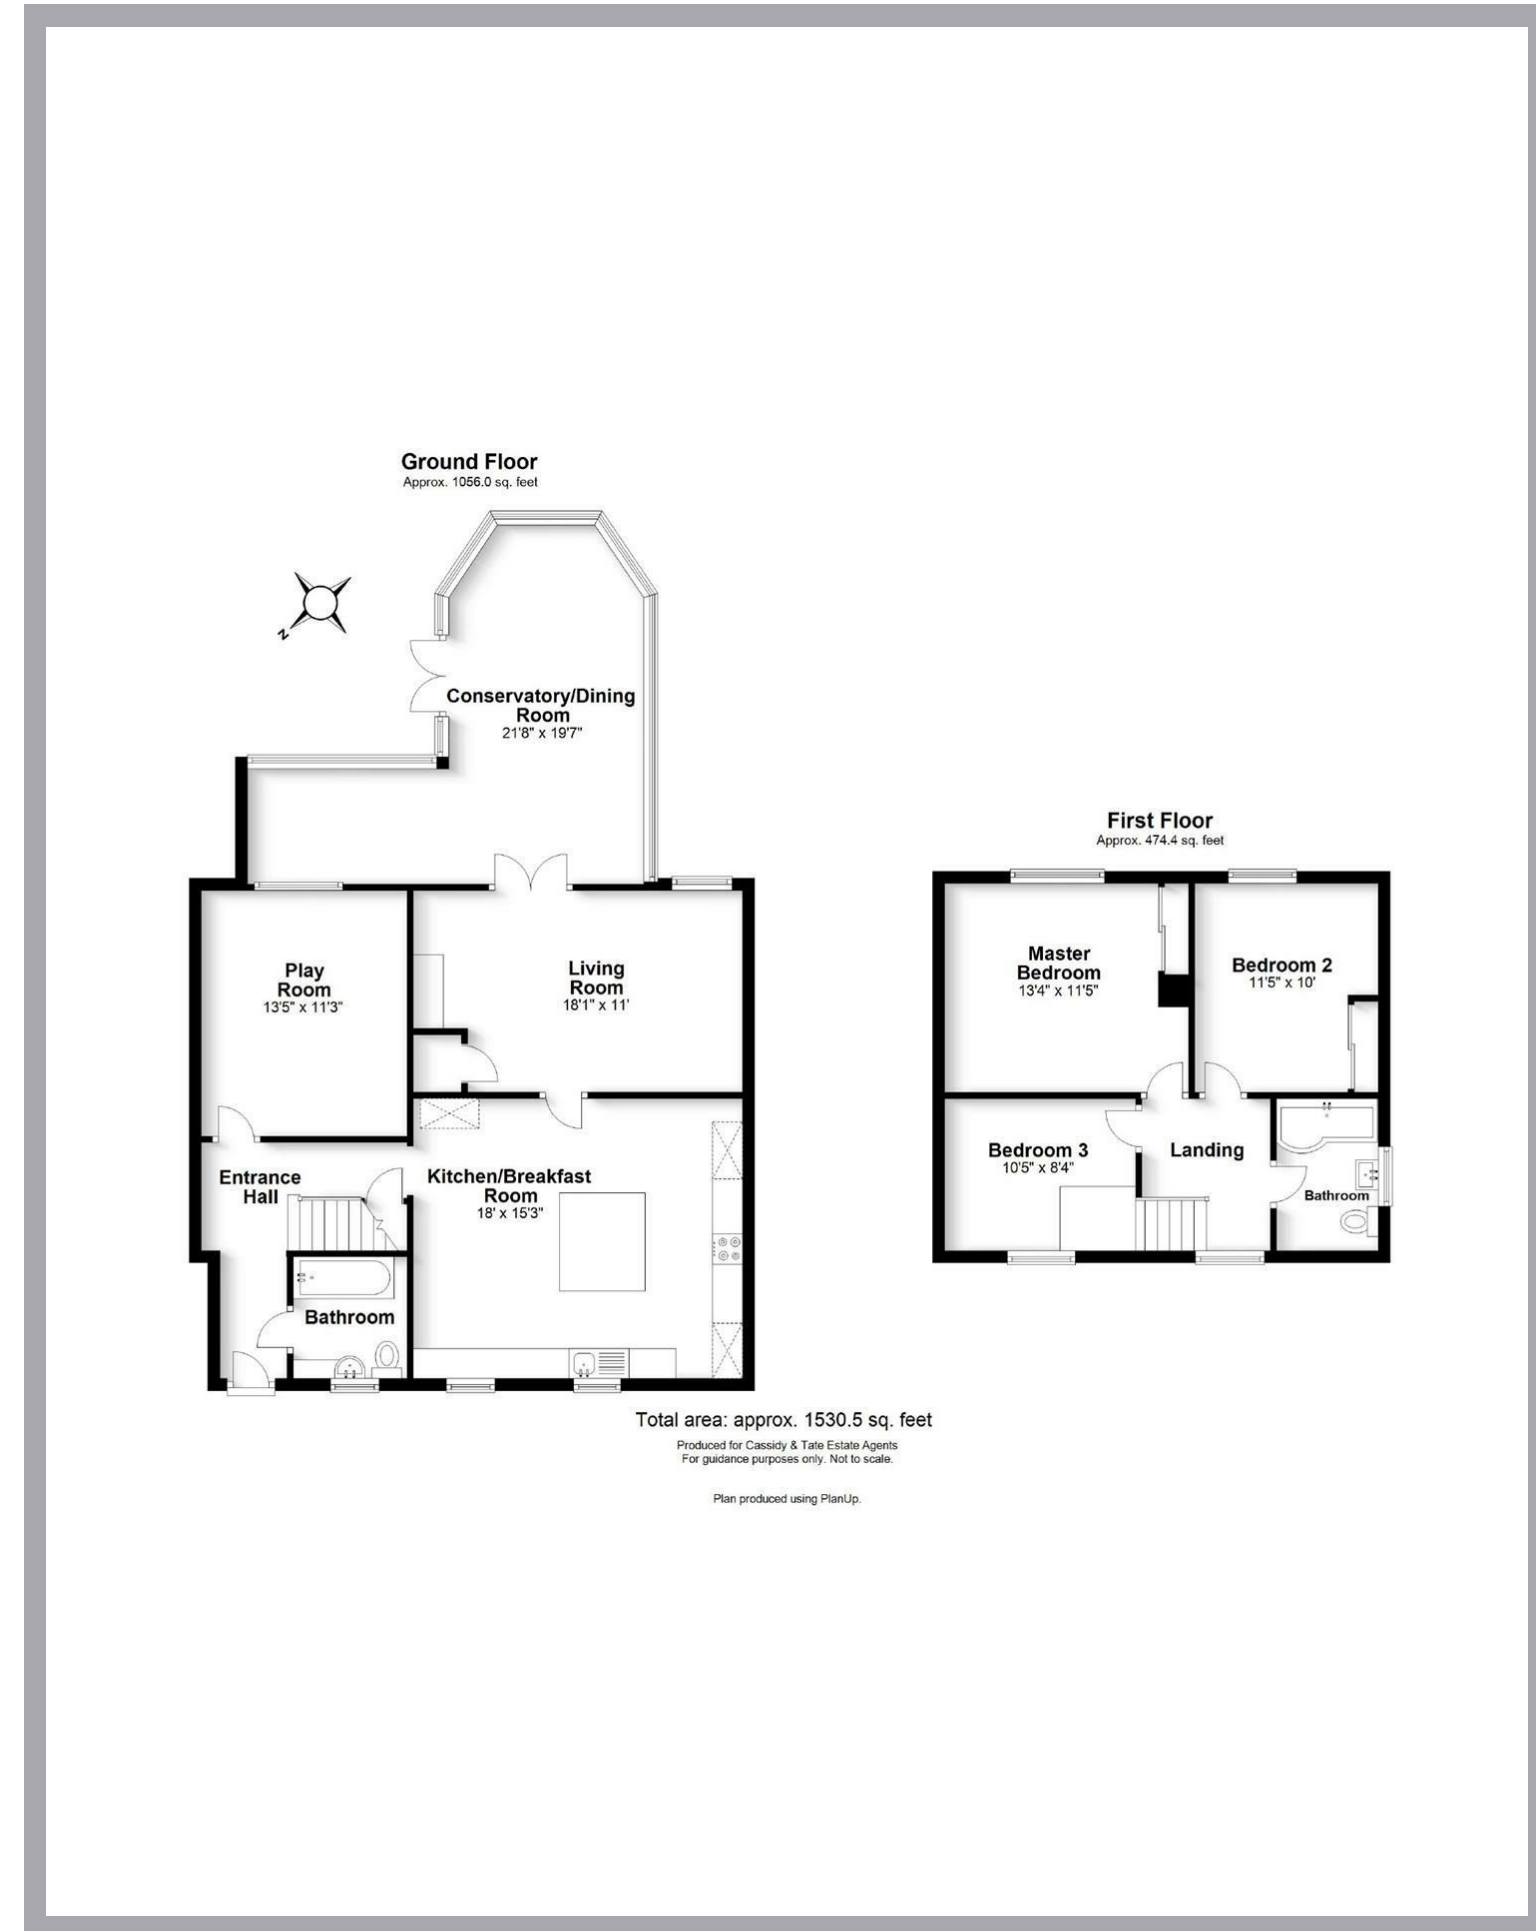 Ground Floor
Approx. 1056.0 sq. feet
N
Conservatory/Dining
Room
21'8" x 19'7"
Play
Room
13'5" x 11'3"
Living
Room
18'1" x 11'
Entrance
Hall
Kitchen/Breakfast
Room
18' x 15'3"
Bathroom
First Floor
Approx. 474.4 sq. feet
Master
Bedroom
13'4" x 11'5"
Bedroom 2
11'5" x 10'
Bedroom 3
10'5" x 8'4"
Landing
Bathroom
Total area: approx. 1530.5 sq. feet
Produced for Cassidy & Tate Estate Agents
For guidance purposes only. Not to scale.
Plan produced using PlanUp.